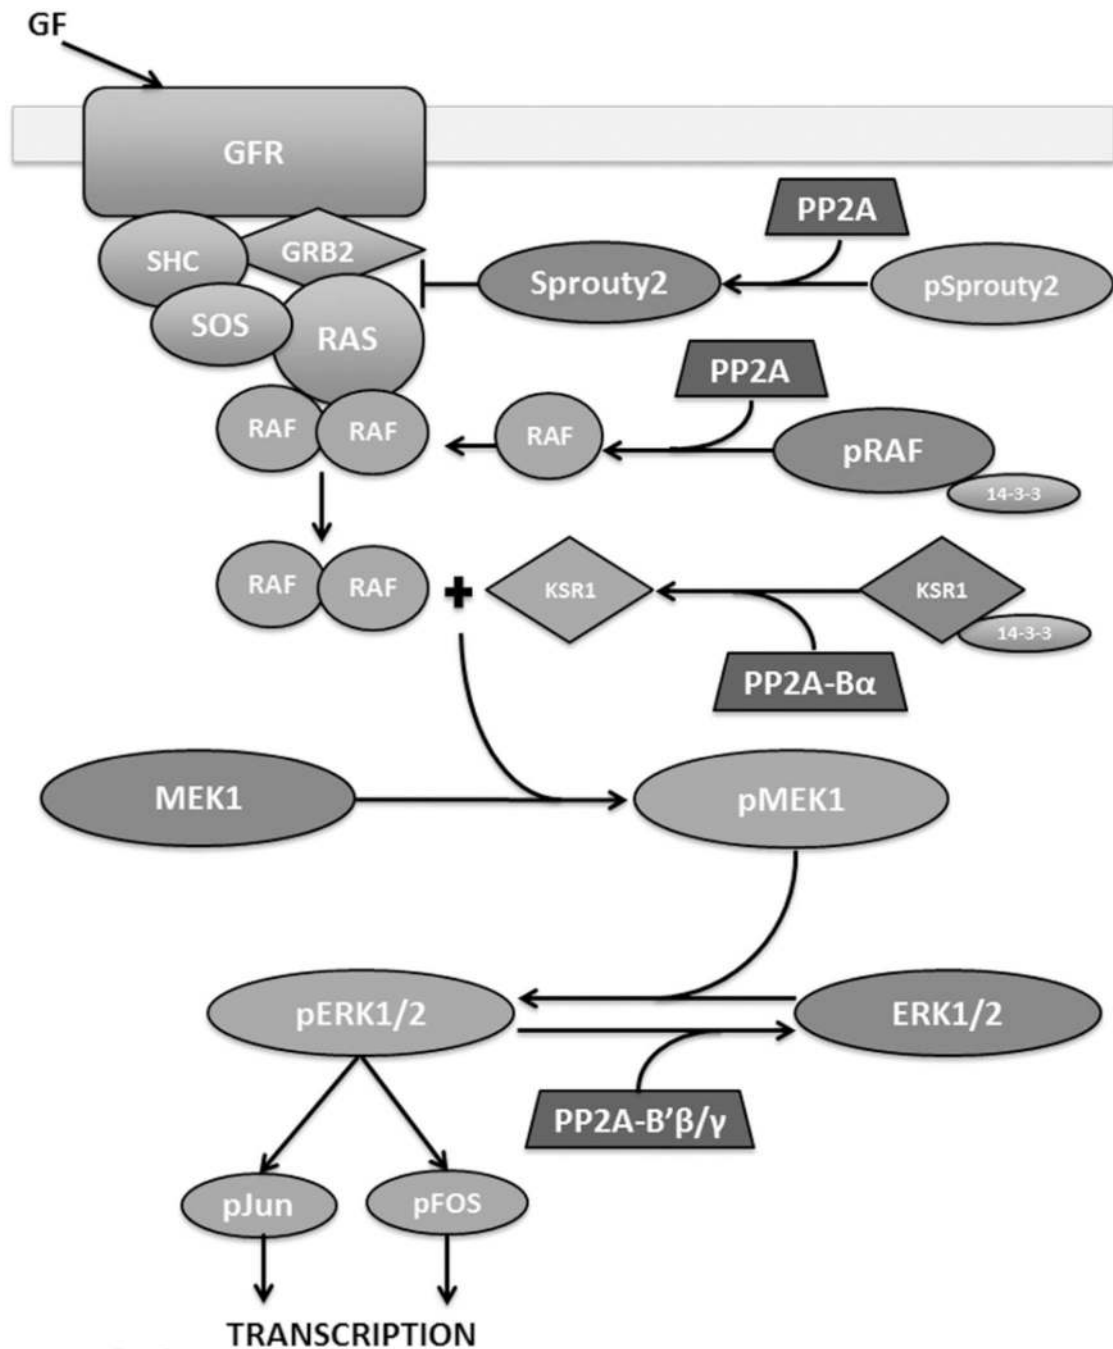 GF
GFR
PP2A
SHC
GRB2
Sprouty2
pSprouty2
SOS
RAS
PP2A
RAF
RAF
RAF
pRAF
14-3-3
RAF
RAF
KSR1
KSR1
14-3-3
PP2A-Bα
MEK1
pMEK1
pERK1/2
ERK1/2
PP2A-B'β/γ
pJun
pFOS
TRANSCRIPTION